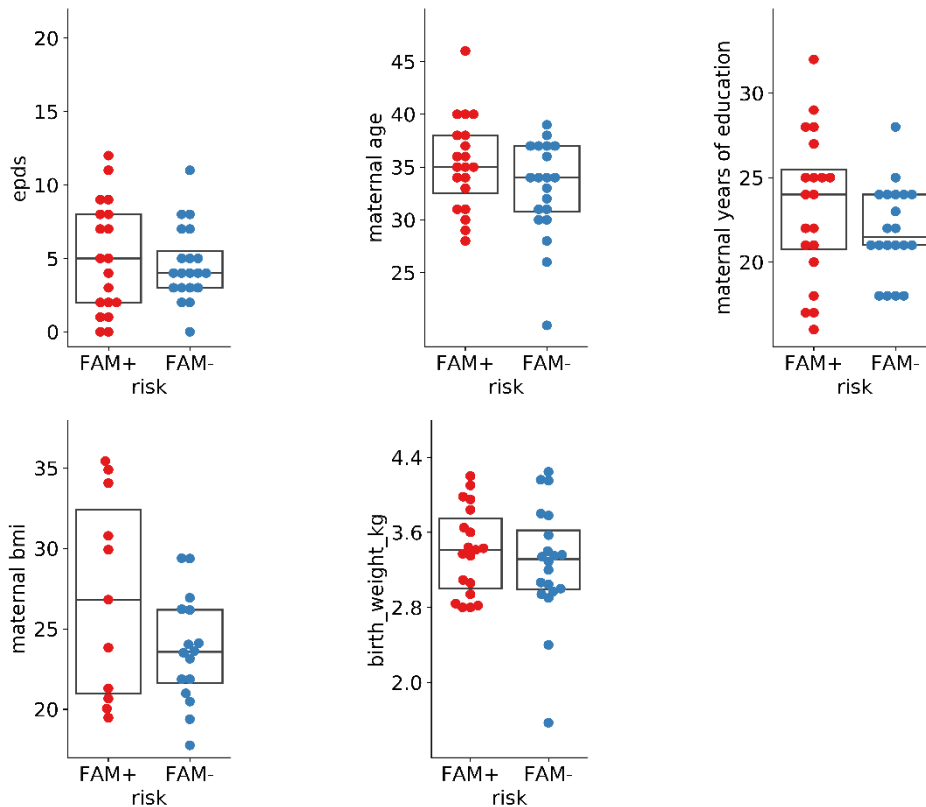 epds
20
15
10
5
0
FAM+ FAM-
risk
maternal age
45
40
35
30
25
FAM+ FAM-
risk
maternal years of education
30
25
20
FAM+ FAM-
risk
maternal bmi
35
30
25
20
FAM+ FAM-
risk
birth_weight_kg
4.4
3.6
2.8
2.0
FAM+ FAM-
risk